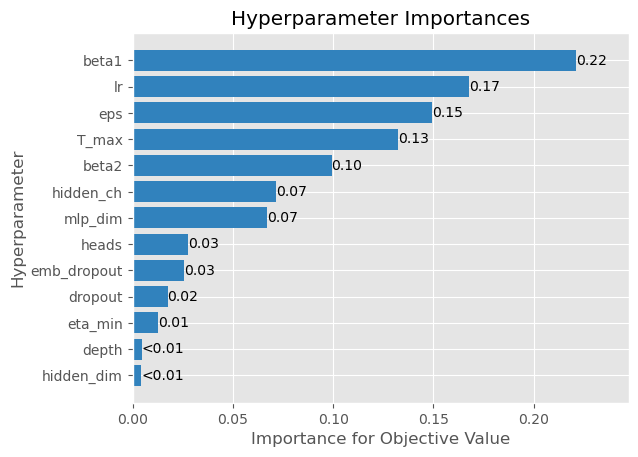 Hyperparameter Importances
Hyperparameter
beta1 0.22
lr 0.17
eps 0.15
T_max 0.13
beta2 0.10
hidden_ch 0.07
mlp_dim 0.07
heads 0.03
emb_dropout 0.03
dropout 0.02
eta_min 0.01
depth <0.01
hidden_dim <0.01
0.00 0.05 0.10 0.15 0.20
Importance for Objective Value